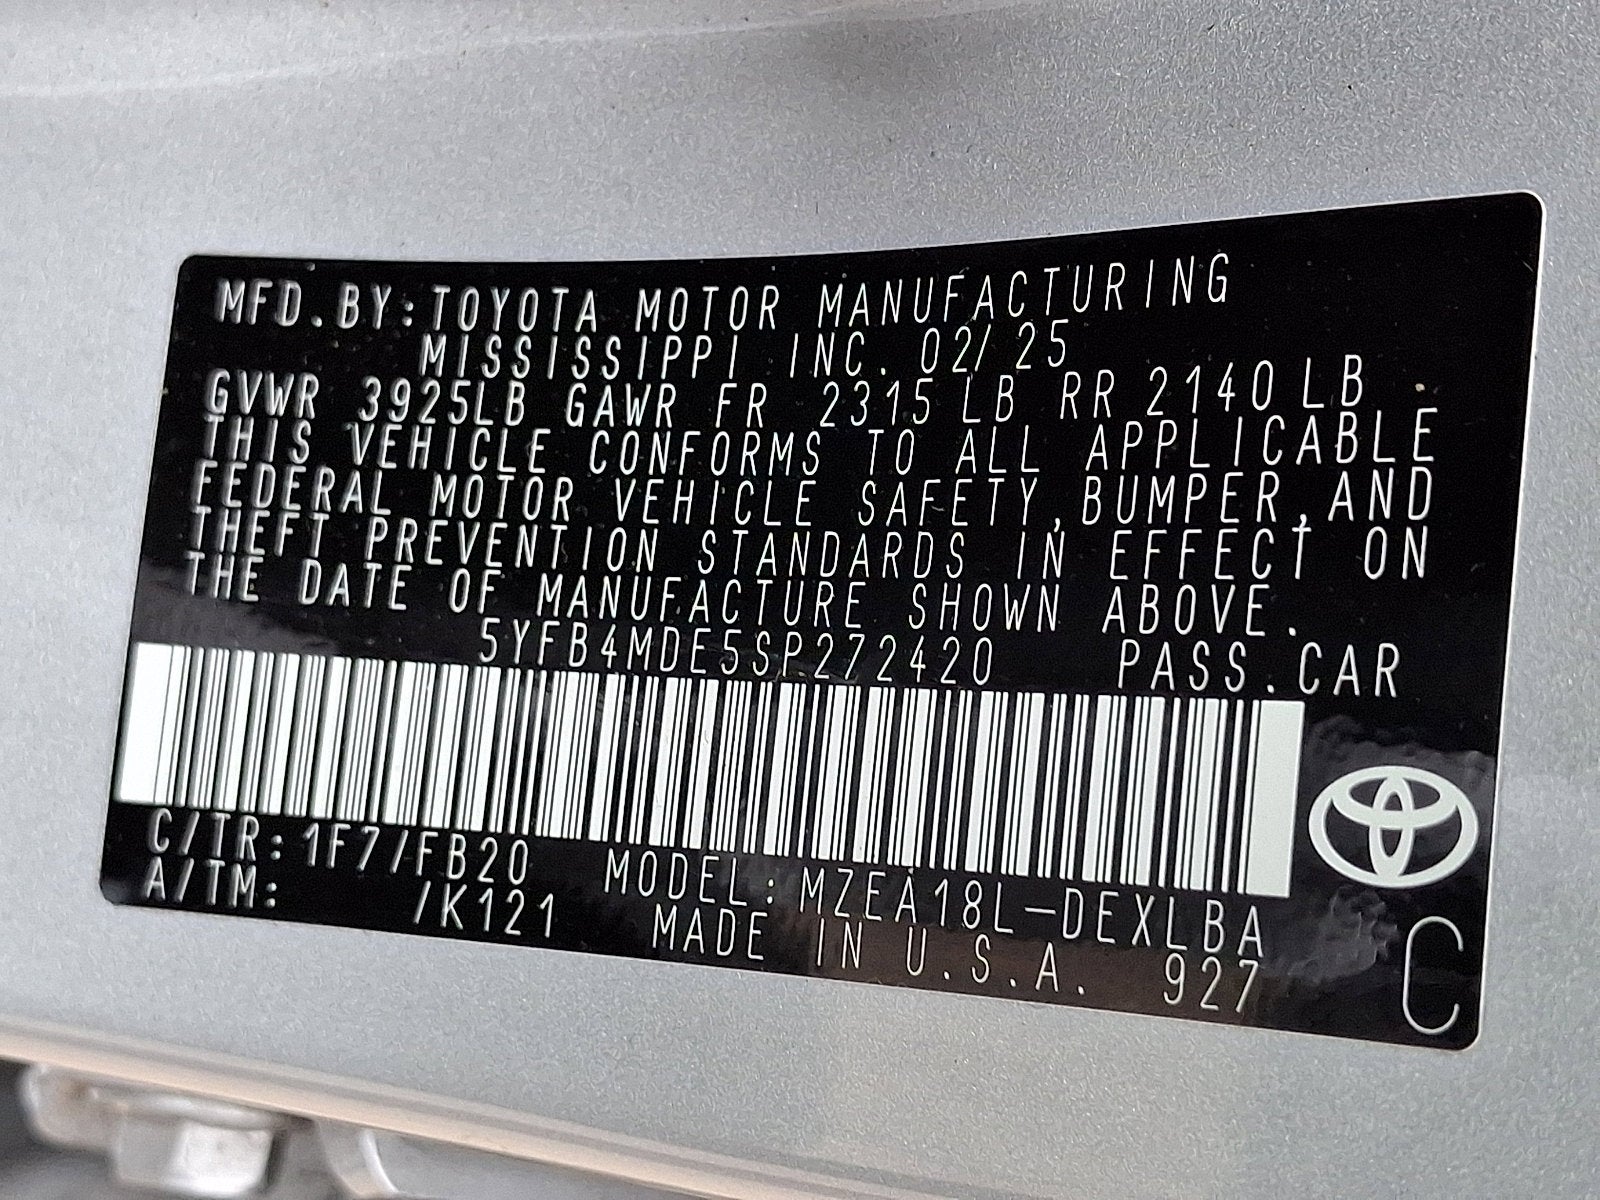 MFD.BY:TOYOTA MOTOR MANUFACTURING
MISSISSIPPI INC. 02/25
GVWR 3925LB GAWR FR 2315 LB RR 2140 LB
THIS VEHICLE CONFORMS TO ALL APPLICABLE
FEDERAL MOTOR VEHICLE SAFETY,BUMPER,AND
THEFT PREVENTION STANDARDS IN EFFECT ON
THE DATE OF MANUFACTURE SHOWN ABOVE.
5YFB4MDE5SP272420 PASS.CAR
C/TR:1F7/FB20 MODEL:MZEA18L-DEXLBA
A/TM: /K121 MADE IN U.S.A. 927
C